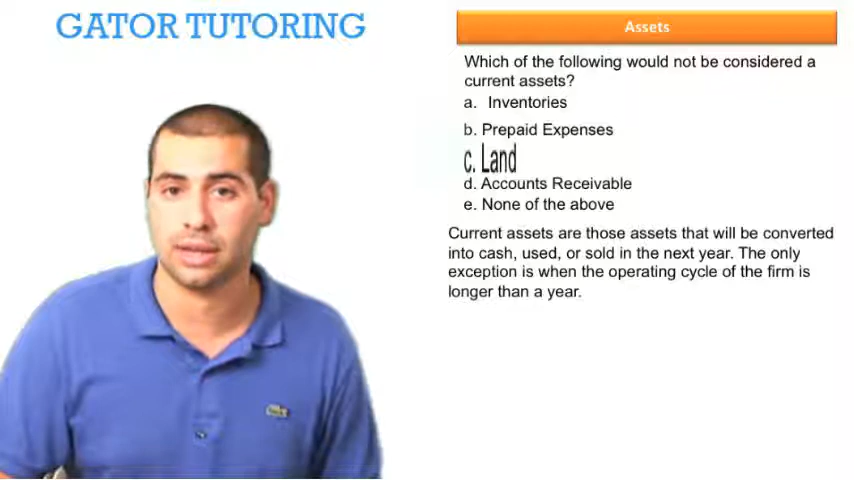 GATOR TUTORING
Assets
Which of the following would not be considered a
current assets?
a. Inventories
b. Prepaid Expenses
c. Land
d. Accounts Receivable
e. None of the above
Current assets are those assets that will be converted
into cash, used, or sold in the next year. The only
exception is when the operating cycle of the firm is
longer than a year.